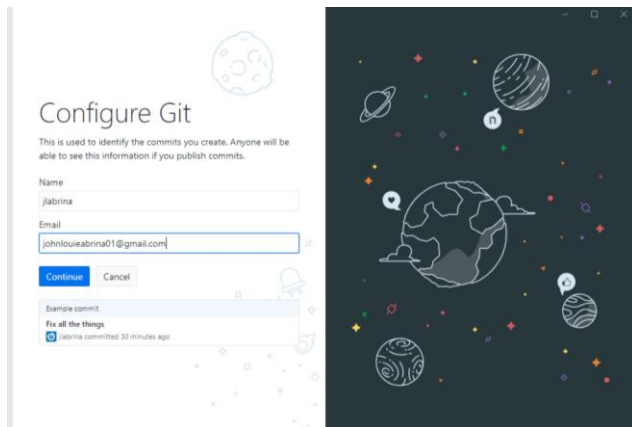 Configure Git
This is used to identify the commits you create. Anyone will be
able to see this information if you publish commits.
Name
jlabrina
Email
johnlouieabrina01@gmail.com
Continue
Cancel
Example commit
Fix all the things
jlabrina committed 30 minutes ago
n